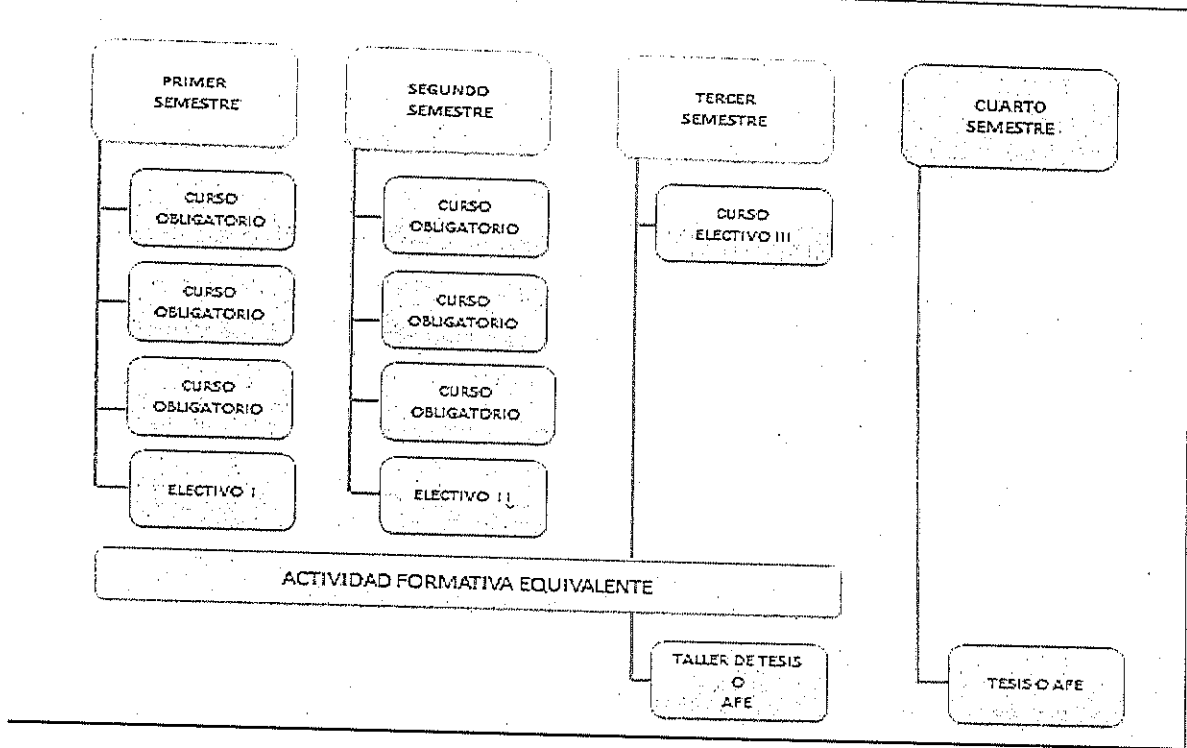 PRIMER
SEMESTRE
CURSO
OBLIGATORIO
CURSO
OBLIGATORIO
CURSO
OBLIGATORIO
ELECTIVO I
SEGUNDO
SEMESTRE
CURSO
OBLIGATORIO
CURSO
OBLIGATORIO
CURSO
OBLIGATORIO
ELECTIVO II
TERCER
SEMESTRE
CURSO
ELECTIVO III
ACTIVIDAD FORMATIVA EQUIVALENTE
TALLER DE TESIS
O
AFE
CUARTO
SEMESTRE
TESIS O AFE